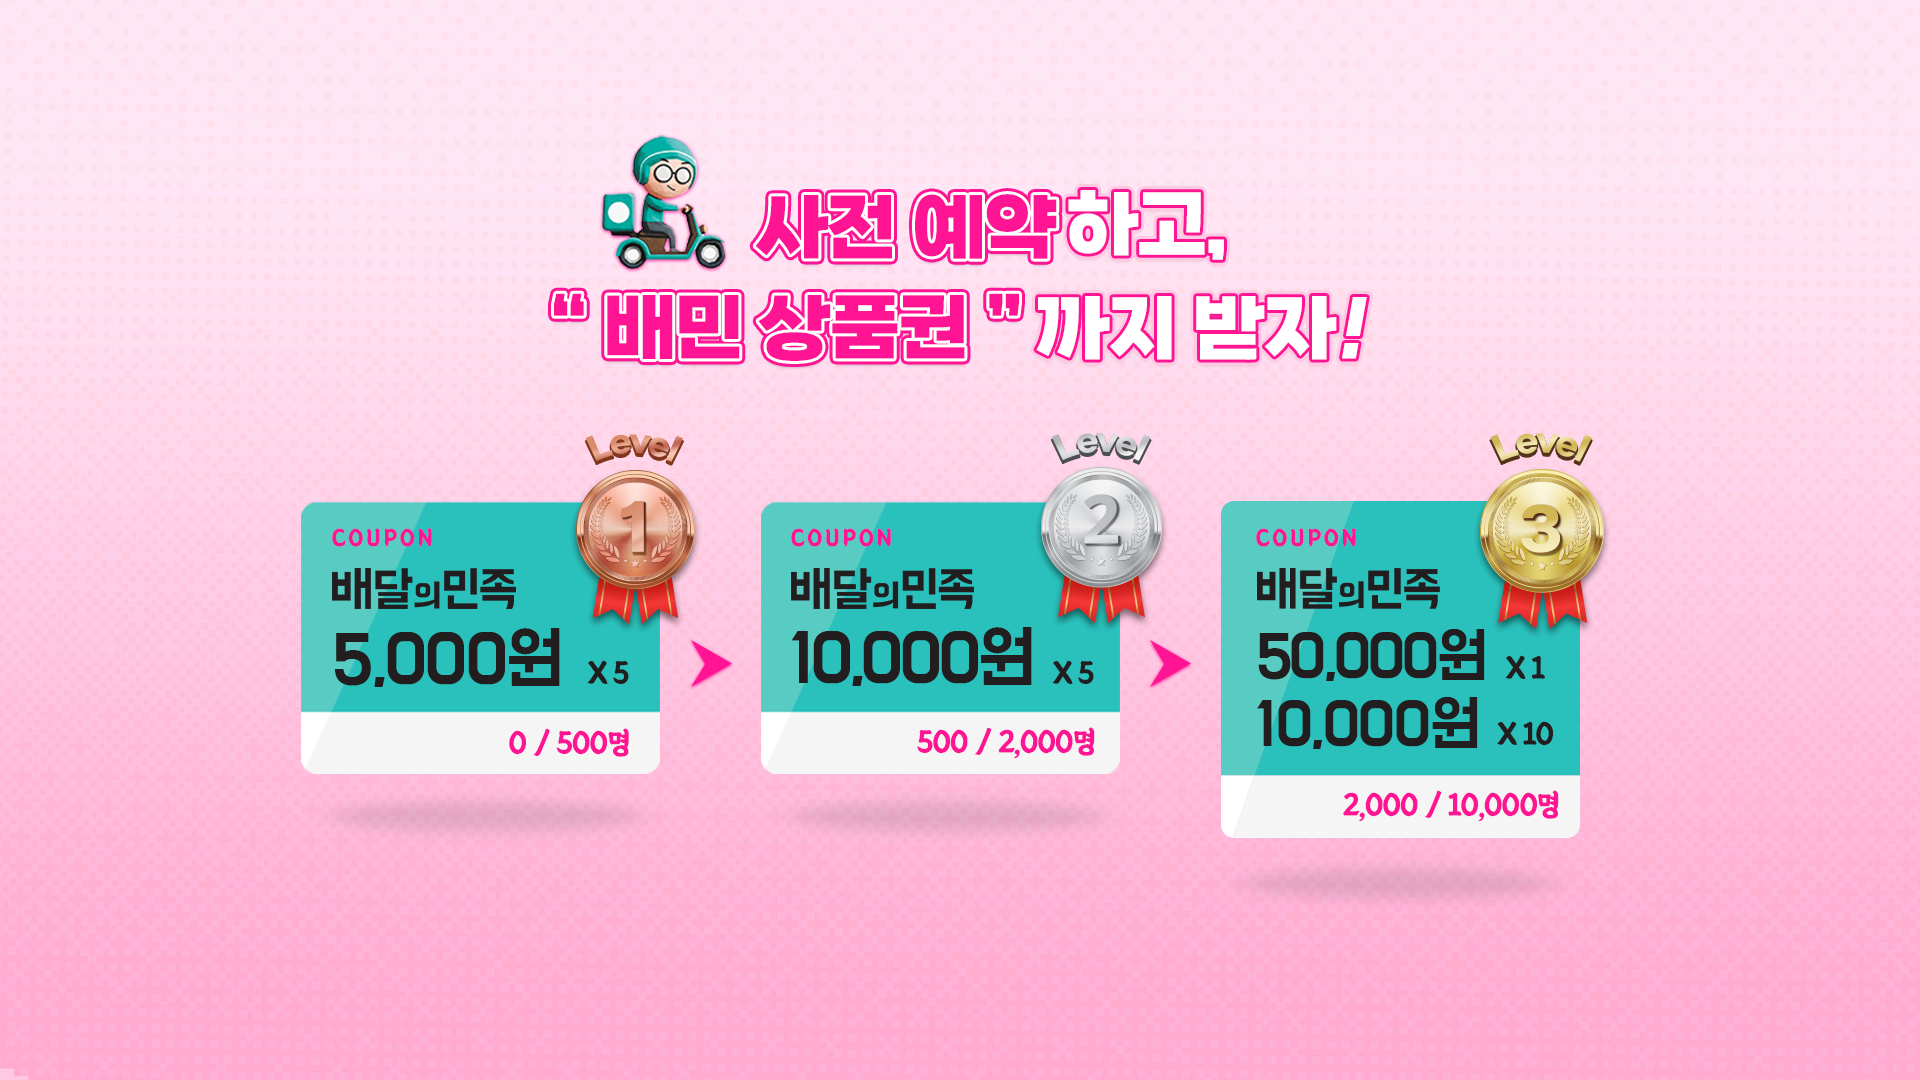 사전 예약하고,
“ 배민 상품권 ” 까지 받자!
Level
1
COUPON
배달의민족
5,000원 X 5
0 / 500명
Level
2
COUPON
배달의민족
10,000원 X 5
500 / 2,000명
Level
3
COUPON
배달의민족
50,000원 X 1
10,000원 X 10
2,000 / 10,000명